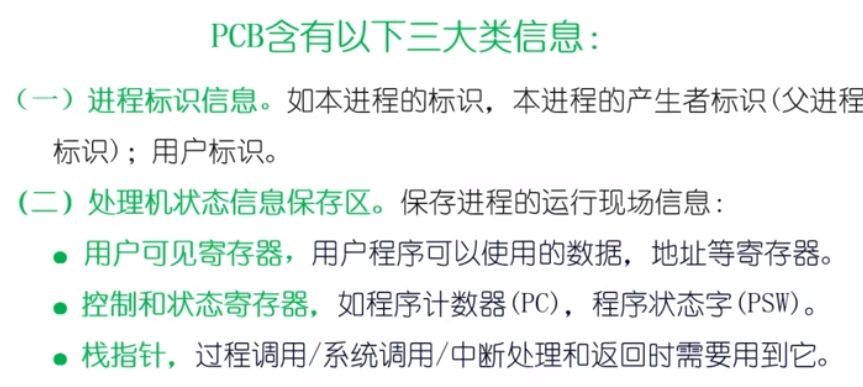 PCB含有以下三大类信息:
(一)进程标识信息。如本进程的标识，本进程的产生者标识(父进程
标识)；用户标识。
(二)处理机状态信息保存区。保存进程的运行现场信息:
● 用户可见寄存器，用户程序可以使用的数据，地址等寄存器。
● 控制和状态寄存器，如程序计数器(PC)，程序状态字(PSW)。
● 栈指针，过程调用/系统调用/中断处理和返回时需要用到它。